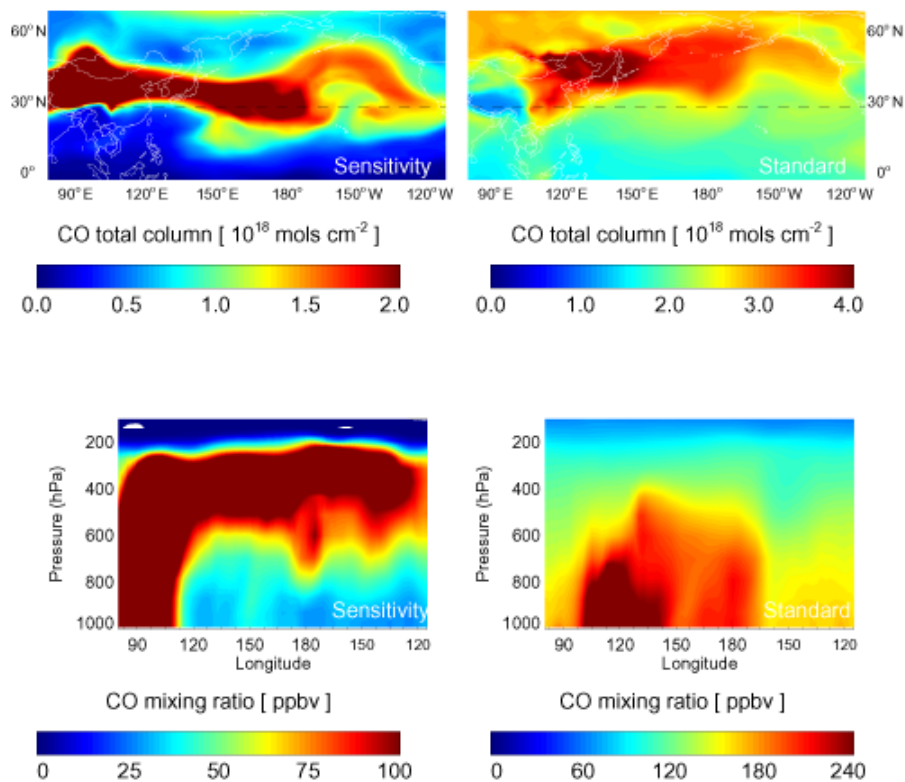 60° N
30° N
0°
Sensitivity
90° E 120° E 150° E 180° 150° W 120° W
CO total column [ 10¹⁸ mols cm⁻² ]
0.0 0.5 1.0 1.5 2.0
60° N
30° N
0°
Standard
90° E 120° E 150° E 180° 150° W 120° W
CO total column [ 10¹⁸ mols cm⁻² ]
0.0 1.0 2.0 3.0 4.0
Pressure (hPa)
200
400
600
800
1000
Sensitivity
90 120 150 180 150 120
Longitude
CO mixing ratio [ ppbv ]
0 25 50 75 100
Pressure (hPa)
200
400
600
800
1000
Standard
90 120 150 180 150 120
Longitude
CO mixing ratio [ ppbv ]
0 60 120 180 240